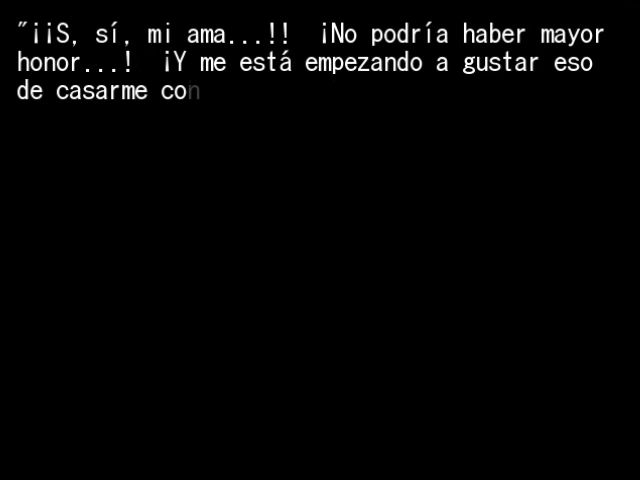 "¡¡S, sí, mi ama...!!  ¡No podría haber mayor
honor...!  ¡Y me está empezando a gustar eso
de casarme con